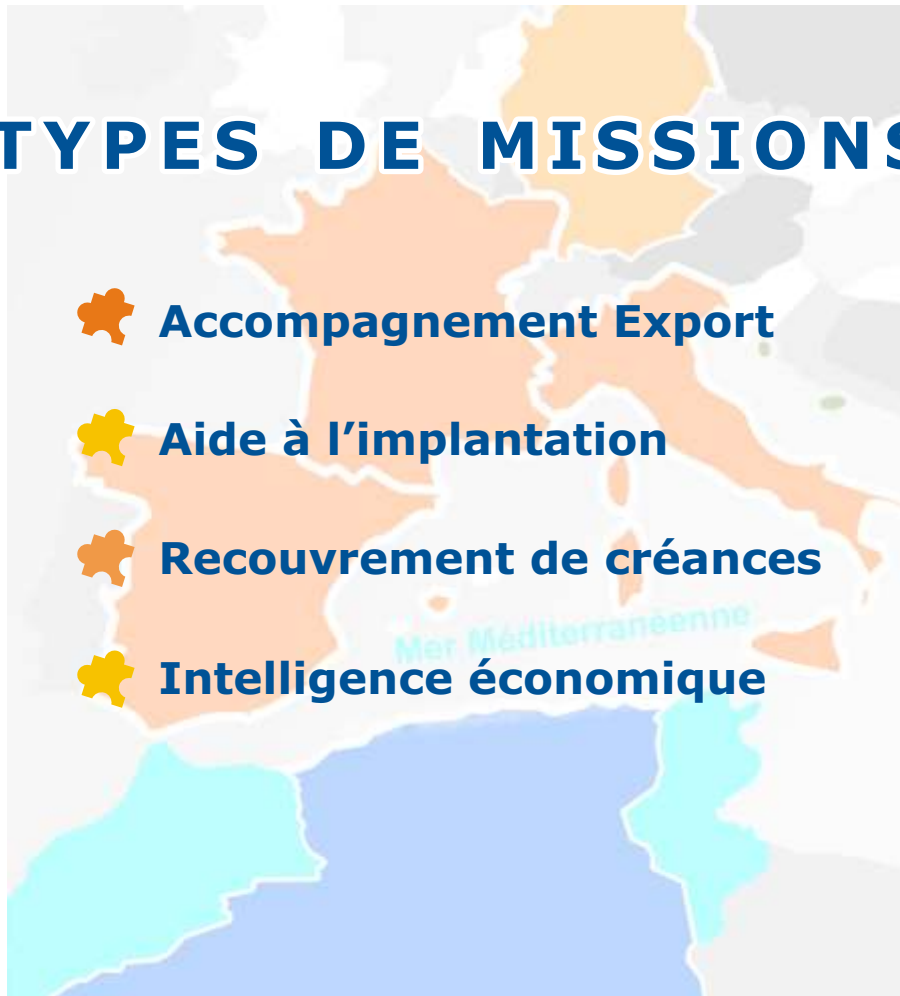 TYPES DE MISSIONS
Accompagnement Export
Aide à l’implantation
Recouvrement de créances
Mer Méditerranéenne
Intelligence économique